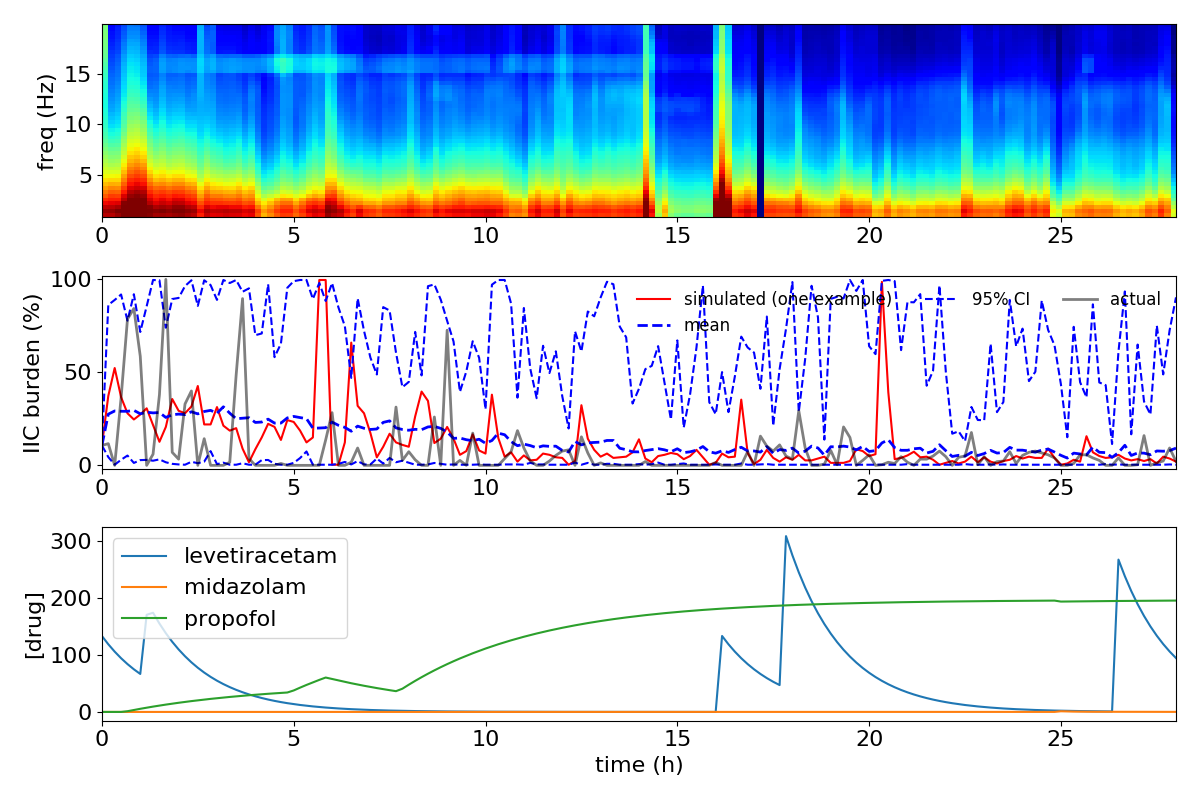 freq (Hz)
15
10
5
0 5 10 15 20 25
IIC burden (%)
100
50
0
simulated (one example)
mean
95% CI
actual
0 5 10 15 20 25
[drug]
300
200
100
0
levetiracetam
midazolam
propofol
0 5 10 15 20 25
time (h)